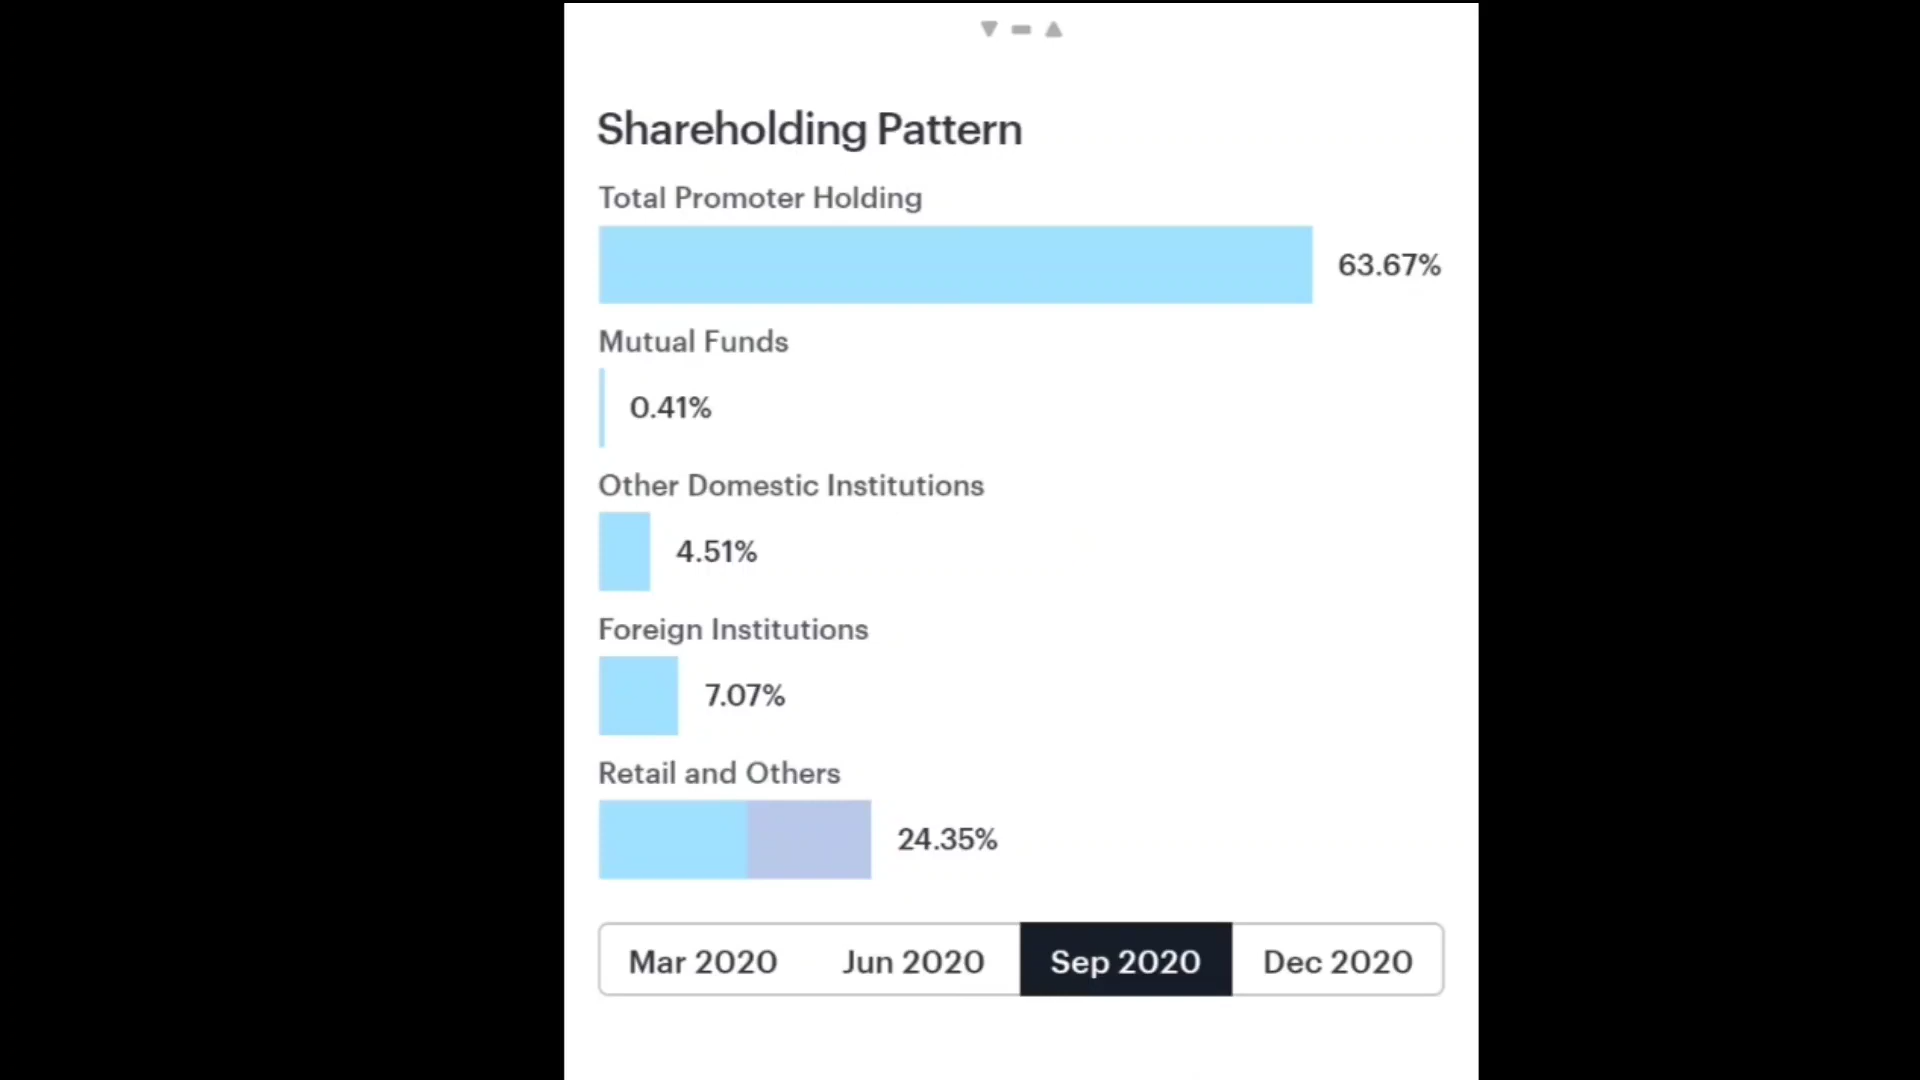 Shareholding Pattern
Total Promoter Holding
63.67%
Mutual Funds
0.41%
Other Domestic Institutions
4.51%
Foreign Institutions
7.07%
Retail and Others
24.35%
Mar 2020 Jun 2020 Sep 2020 Dec 2020